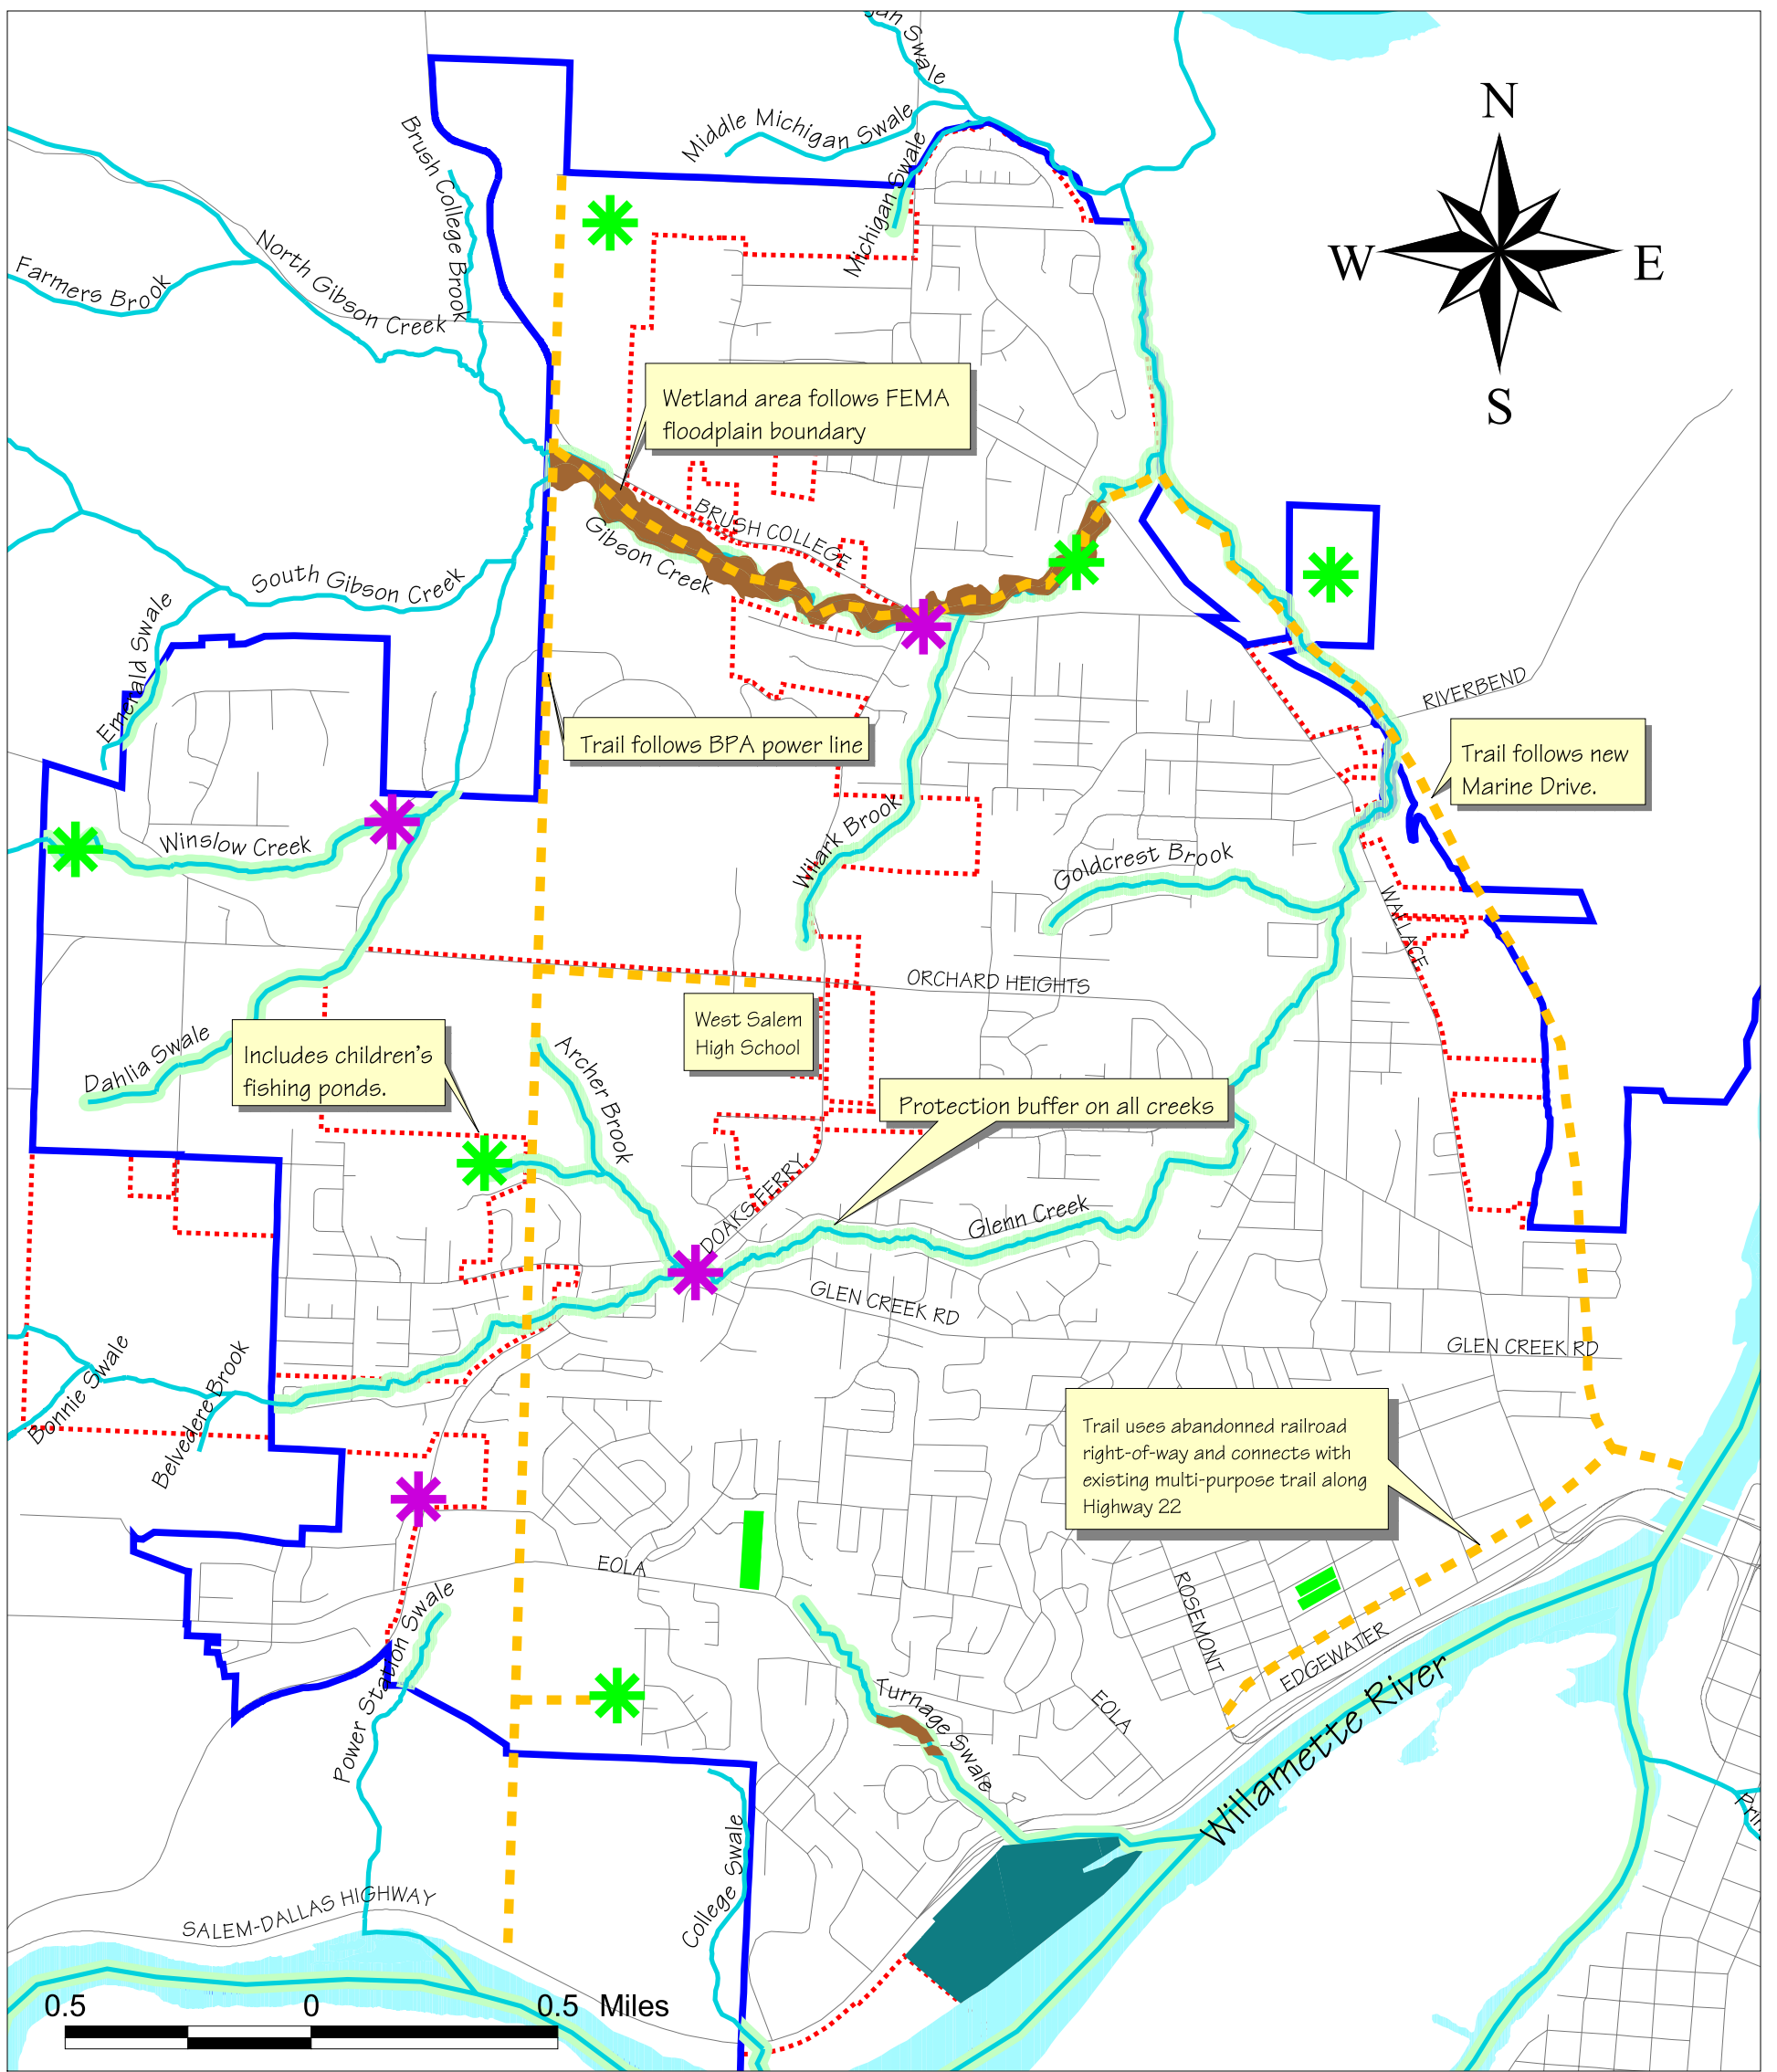 Swale
Middle Michigan Swale
Michigan Swale
N
W
E
S
Brush College Brook
North Gibson Creek
Farmers Brook
Wetland area follows FEMA
floodplain boundary
BRUSH COLLEGE
Gibson Creek
South Gibson Creek
Emerald Swale
RIVERBEND
Trail follows BPA power line
Trail follows new
Marine Drive.
Winslow Creek
Wilark Brook
Goldcrest Brook
WALLACE
ORCHARD HEIGHTS
West Salem
High School
Dahlia Swale
Includes children's
fishing ponds.
Archer Brook
Protection buffer on all creeks
DOAKS FERRY
Glenn Creek
GLEN CREEK RD
GLEN CREEK RD
Bonnie Swale
Belvedere Brook
Trail uses abandonned railroad
right-of-way and connects with
existing multi-purpose trail along
Highway 22
EOLA
ROSEMONT
EDGEWATER
Power Station Swale
Turnage Swale
EOLA
Willamette River
College Swale
SALEM-DALLAS HIGHWAY
0.5 0 0.5 Miles